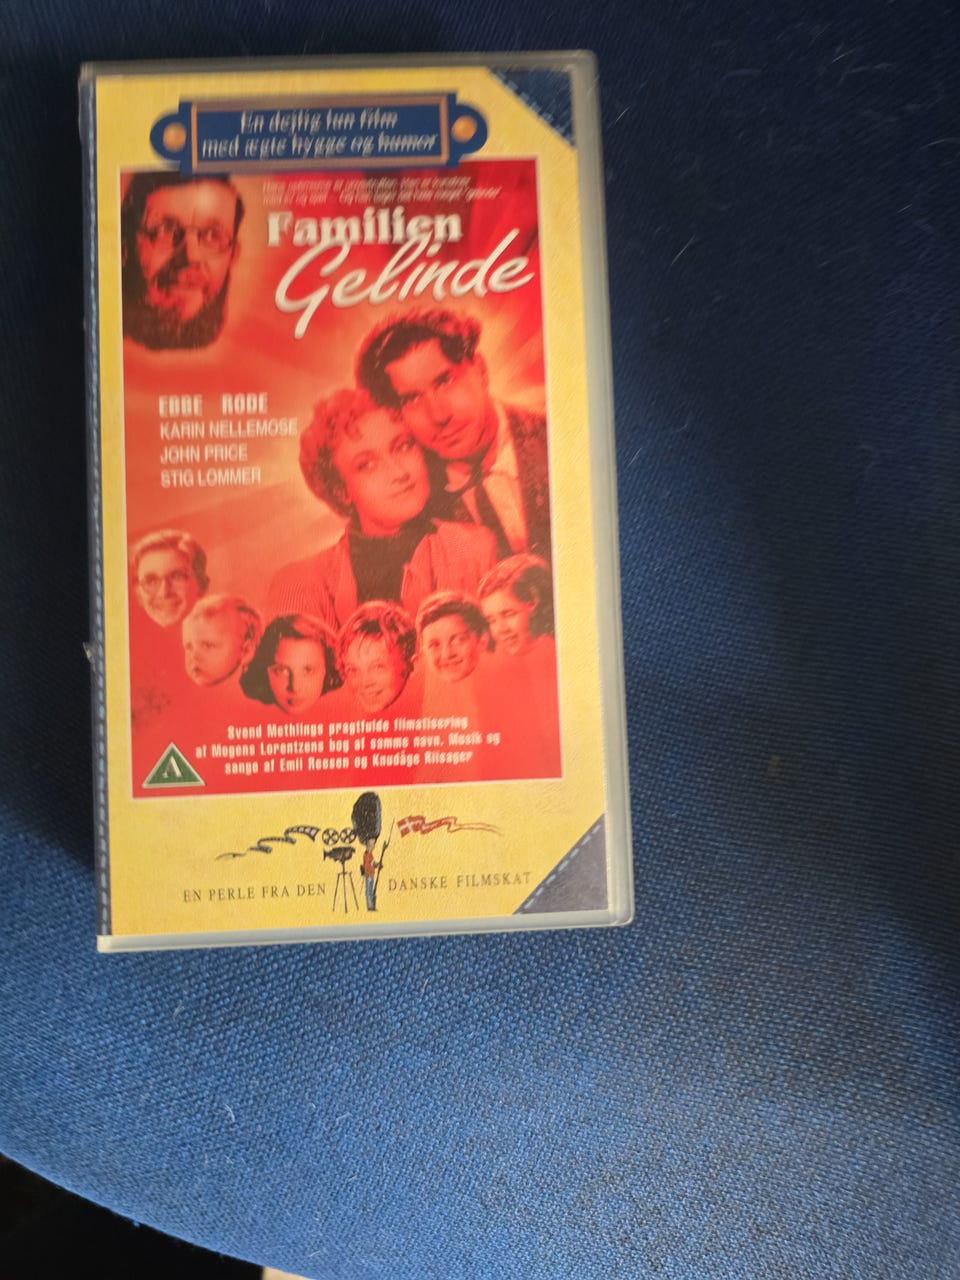 En dejlig lun film
med ægte hygge og humor
Familien
Gelinde
EBBE RODE
KARIN NELLEMOSE
JOHN PRICE
STIG LOMMER
Svend Methlings pragtfulde filmatisering
af Mogens Lorentzens bog af samme navn. Musik og
sange af Emil Reesen og Knudåge Riisager
A
EN PERLE FRA DEN DANSKE FILMSKAT